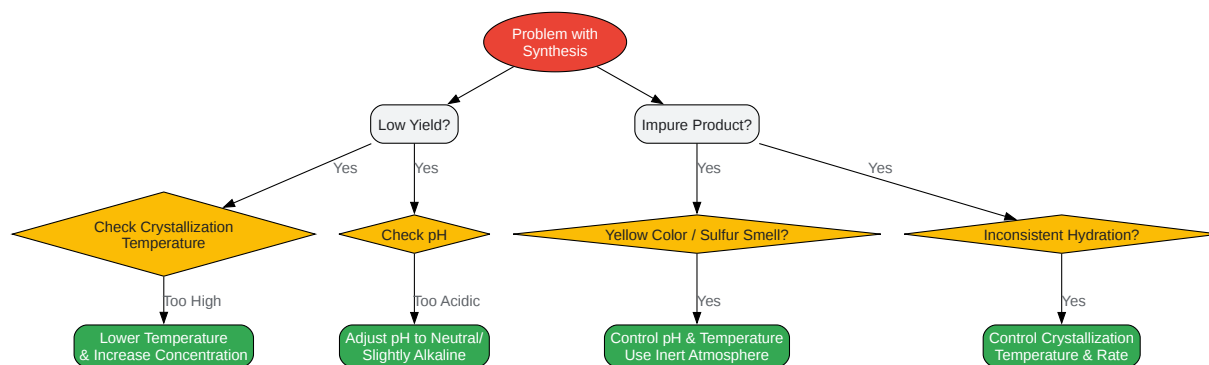 Problem with
Synthesis
Low Yield?
Impure Product?
Yes
Yes
Yes
Yes
Check Crystallization
Temperature
Check pH
Yellow Color / Sulfur Smell?
Inconsistent Hydration?
Too High
Too Acidic
Yes
Yes
Lower Temperature
& Increase Concentration
Adjust pH to Neutral/
Slightly Alkaline
Control pH & Temperature
Use Inert Atmosphere
Control Crystallization
Temperature & Rate